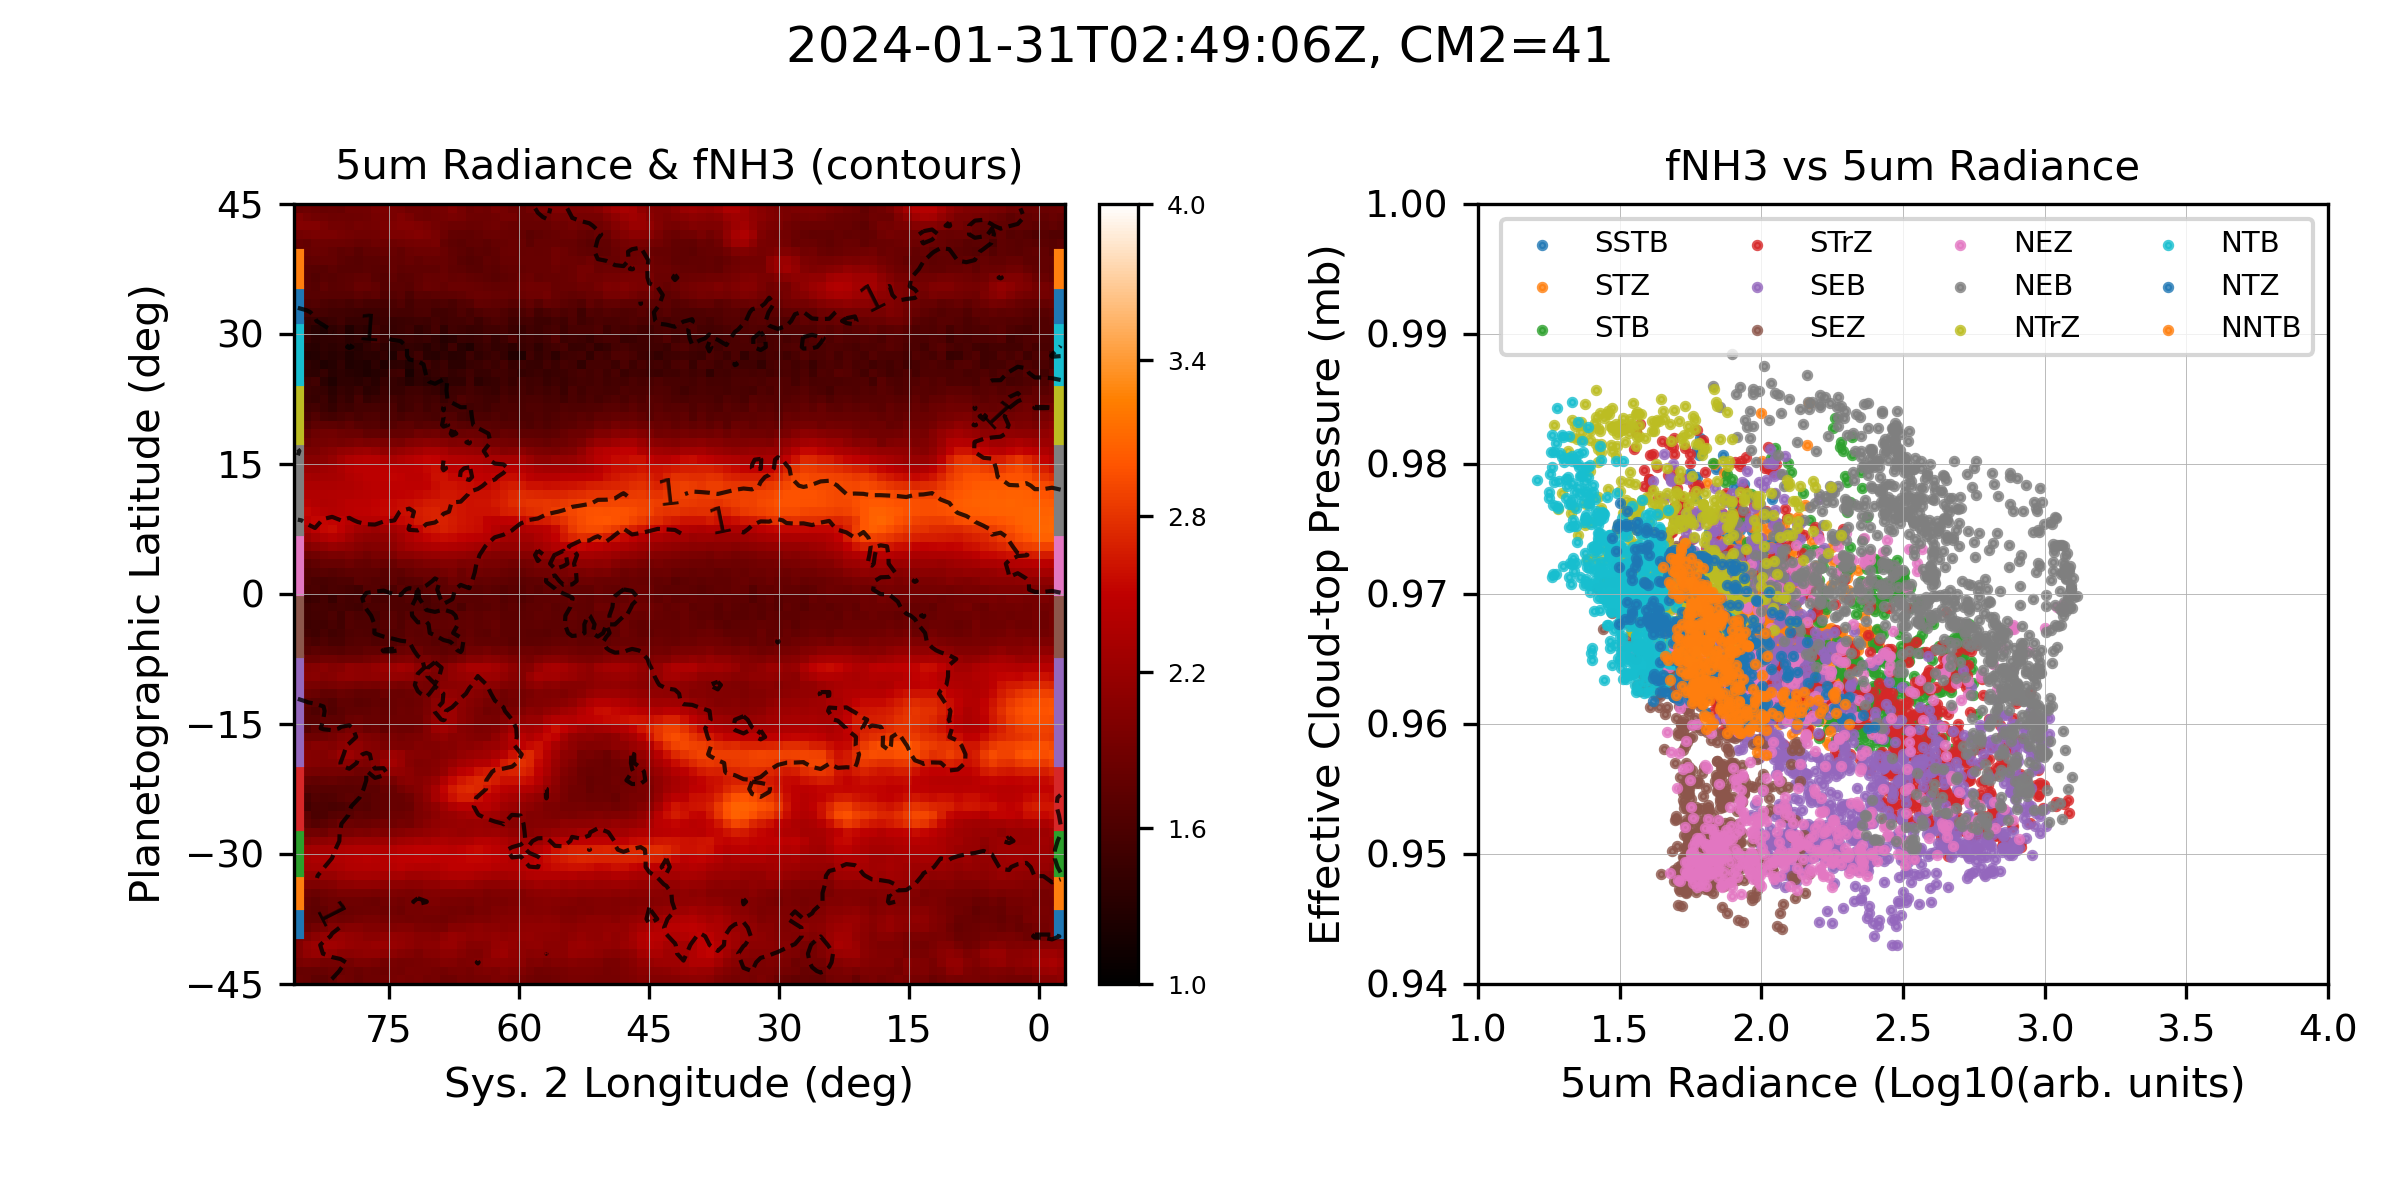 2024-01-31T02:49:06Z, CM2=41
5um Radiance & fNH3 (contours)
45
30
15
0
−15
−30
−45
Planetographic Latitude (deg)
1
1
1
1
1
1
75
60
45
30
15
0
Sys. 2 Longitude (deg)
4.0
3.4
2.8
2.2
1.6
1.0
fNH3 vs 5um Radiance
1.00
0.99
0.98
0.97
0.96
0.95
0.94
Effective Cloud-top Pressure (mb)
SSTB
STZ
STB
STrZ
SEB
SEZ
NEZ
NEB
NTrZ
NTB
NTZ
NNTB
1.0
1.5
2.0
2.5
3.0
3.5
4.0
5um Radiance (Log10(arb. units)